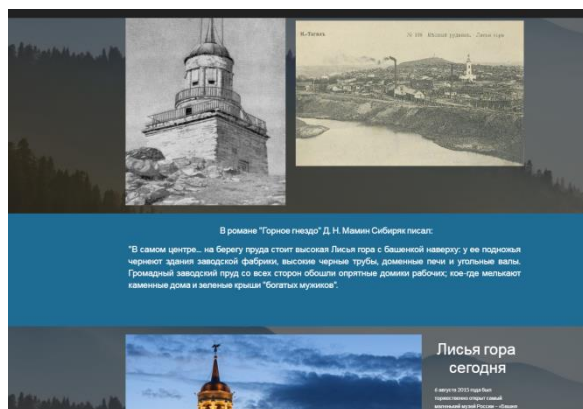 Н.-Тагилъ.
В романе "Горное гнездо" Д. Н. Мамин Сибиряк писал:
"В самом центре... на берегу пруда стоит высокая Лисья гора с башенкой наверху: у ее подножья
чернеют здания заводской фабрики, высокие черные трубы, доменные печи и угольные валы.
Громадный заводский пруд со всех сторон обошли опрятные домики рабочих; кое-где мелькают
каменные дома и зеленые крыши "богатых мужиков".
Лисья гора
сегодня
6 августа 2015 года был
торжественно открыт самый
маленький музей России – «Башня